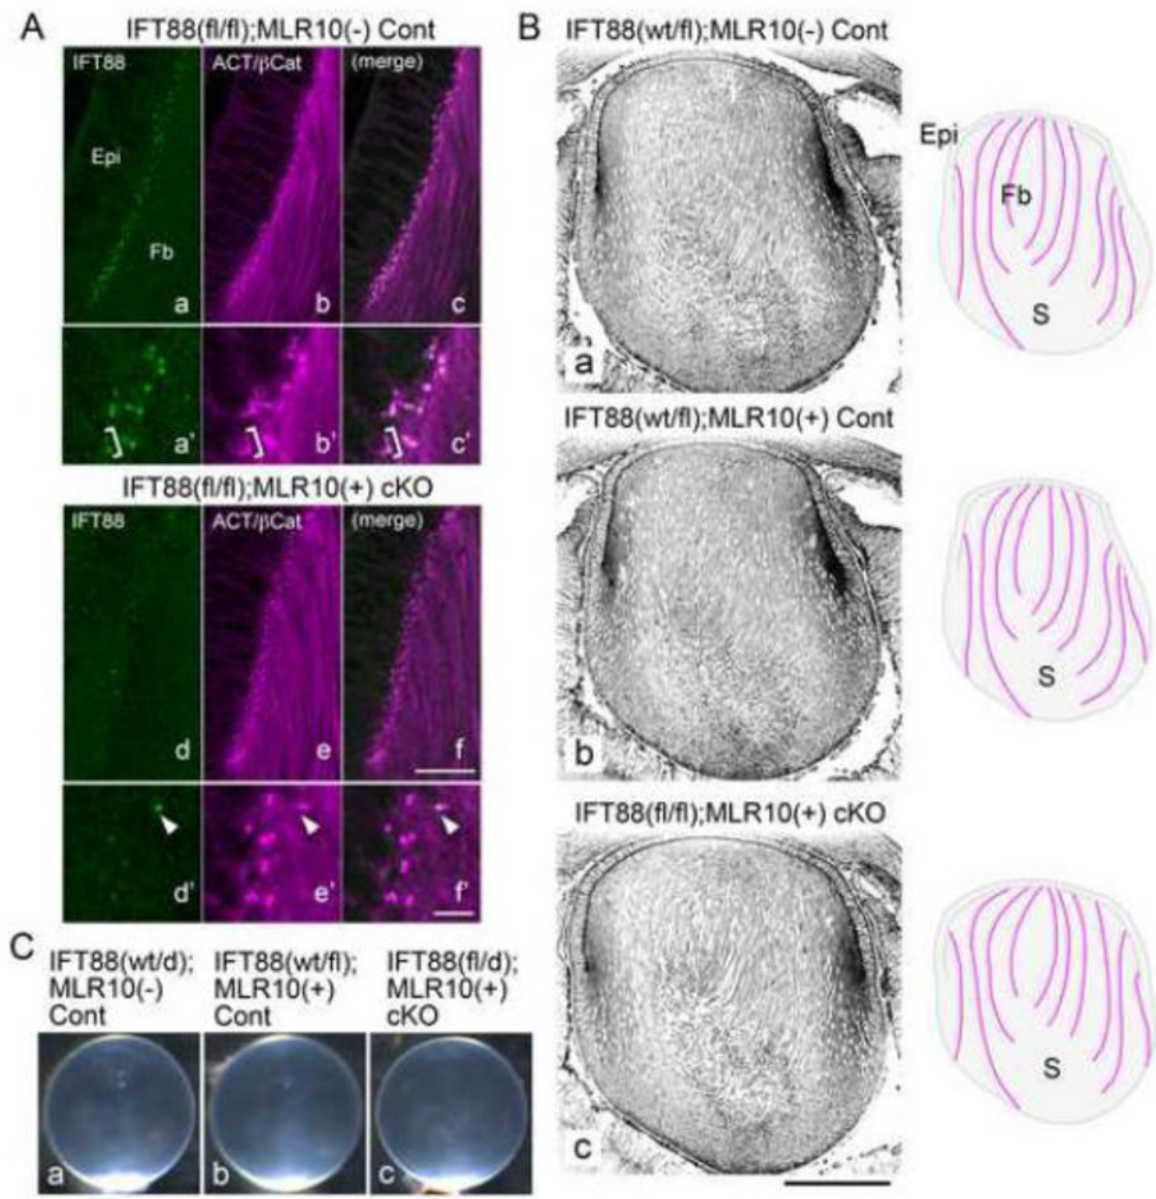 A
IFT88(fl/fl);MLR10(-) Cont
IFT88
ACT/βCat
(merge)
Epi
Fb
a
b
c
a'
b'
c'
IFT88(fl/fl);MLR10(+) cKO
IFT88
ACT/βCat
(merge)
d
e
f
d'
e'
f'
B
IFT88(wt/fl);MLR10(-) Cont
a
Epi
Fb
S
IFT88(wt/fl);MLR10(+) Cont
b
S
IFT88(fl/fl);MLR10(+) cKO
c
S
C
IFT88(wt/d);
MLR10(-)
Cont
IFT88(wt/fl);
MLR10(+)
Cont
IFT88(fl/d);
MLR10(+)
cKO
a
b
c